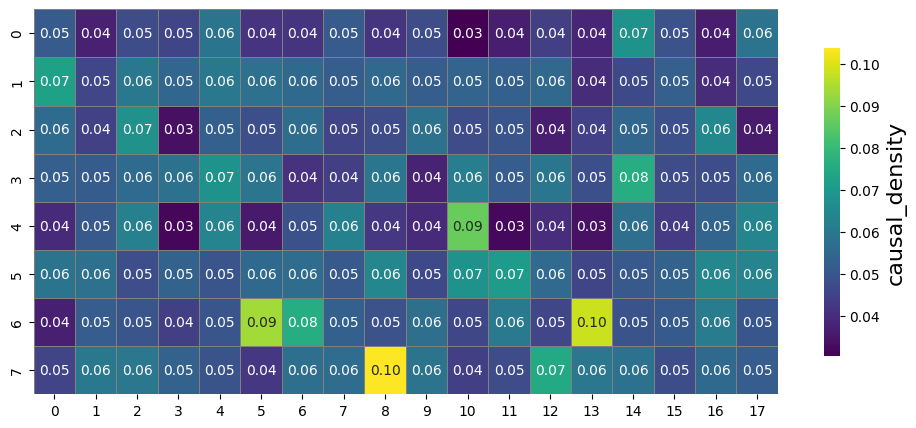 0 0.05 0.04 0.05 0.05 0.06 0.04 0.04 0.05 0.04 0.05 0.03 0.04 0.04 0.04 0.07 0.05 0.04 0.06
1 0.07 0.05 0.06 0.05 0.06 0.06 0.06 0.05 0.06 0.05 0.05 0.05 0.06 0.04 0.05 0.05 0.04 0.05
2 0.06 0.04 0.07 0.03 0.05 0.05 0.06 0.05 0.05 0.06 0.05 0.05 0.04 0.04 0.05 0.05 0.06 0.04
3 0.05 0.05 0.06 0.06 0.07 0.06 0.04 0.04 0.06 0.04 0.06 0.05 0.06 0.05 0.08 0.05 0.05 0.06
4 0.04 0.05 0.06 0.03 0.06 0.04 0.05 0.06 0.04 0.04 0.09 0.03 0.04 0.03 0.06 0.04 0.05 0.06
5 0.06 0.06 0.05 0.05 0.05 0.06 0.06 0.05 0.06 0.05 0.07 0.07 0.06 0.05 0.05 0.05 0.06 0.06
6 0.04 0.05 0.05 0.04 0.05 0.09 0.08 0.05 0.05 0.06 0.05 0.06 0.05 0.10 0.05 0.05 0.06 0.05
7 0.05 0.06 0.06 0.05 0.05 0.04 0.06 0.06 0.10 0.06 0.04 0.05 0.07 0.06 0.06 0.05 0.05 0.05
0 1 2 3 4 5 6 7 8 9 10 11 12 13 14 15 16 17
0.10
0.09
0.08
0.07
0.06
0.05
0.04
causal_density